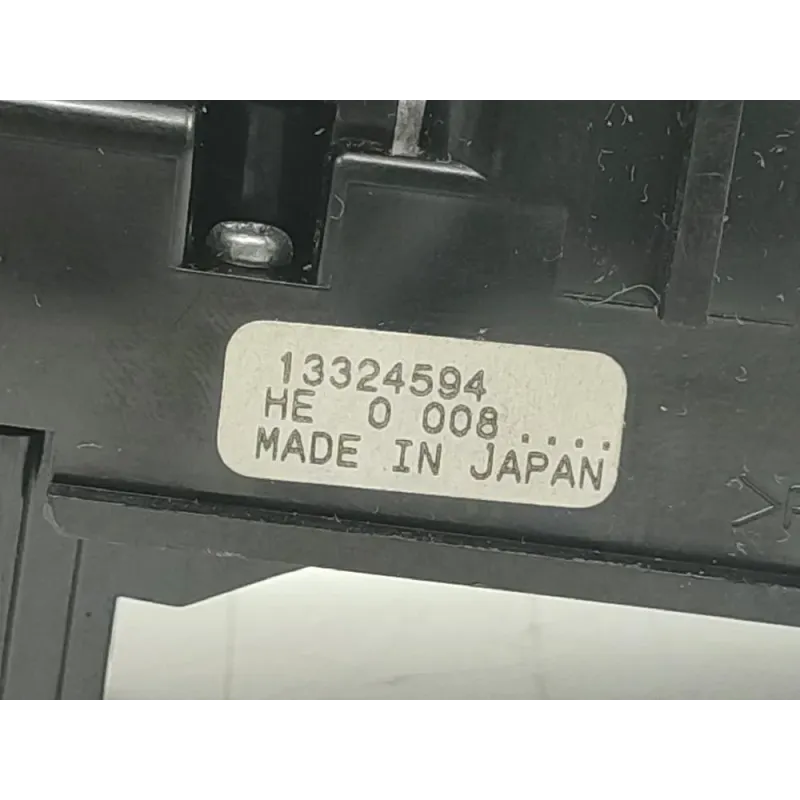 13324594
HE 0 008 ....
MADE IN JAPAN
>P